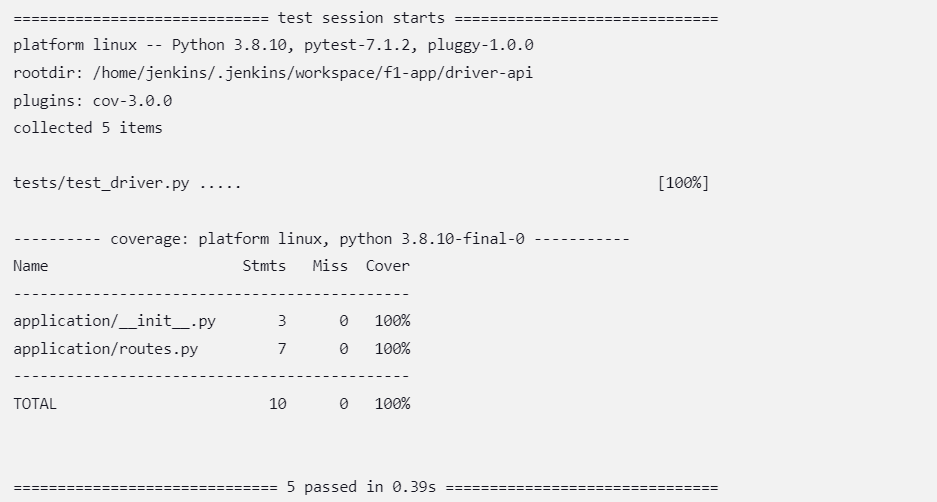 ============================= test session starts ==============================
platform linux -- Python 3.8.10, pytest-7.1.2, pluggy-1.0.0
rootdir: /home/jenkins/.jenkins/workspace/f1-app/driver-api
plugins: cov-3.0.0
collected 5 items
tests/test_driver.py .....                                               [100%]
---------- coverage: platform linux, python 3.8.10-final-0 -----------
Name                      Stmts   Miss  Cover
---------------------------------------------
application/__init__.py       3      0   100%
application/routes.py         7      0   100%
---------------------------------------------
TOTAL                        10      0   100%
============================== 5 passed in 0.39s ===============================